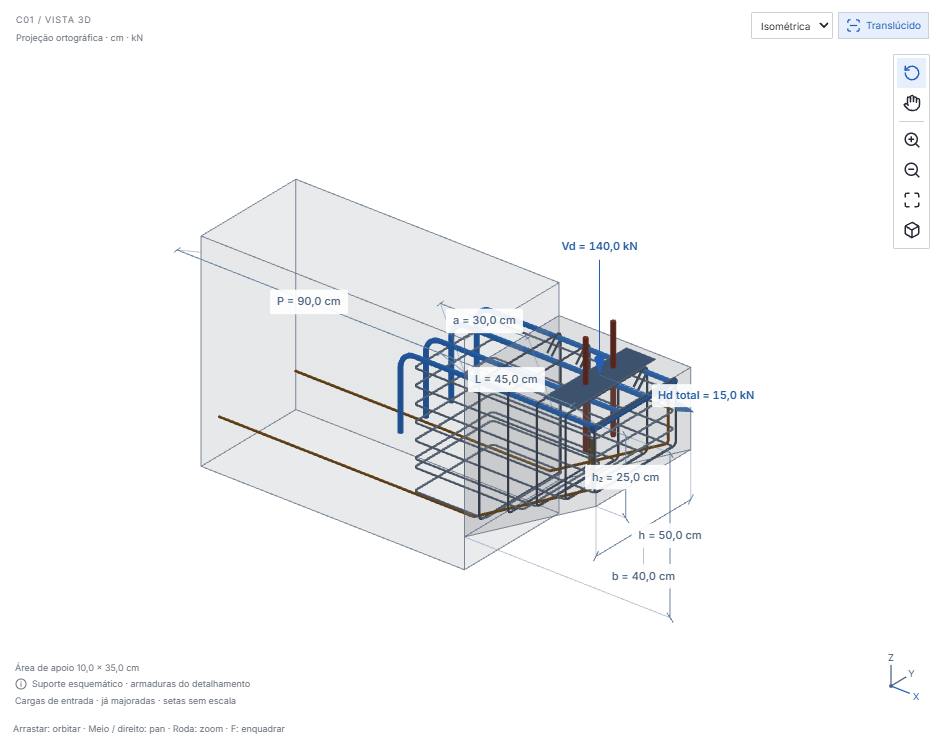 C01 / VISTA 3D
Projeção ortográfica · cm · kN
Isométrica
Translúcido
Vd = 140,0 kN
P = 90,0 cm
a = 30,0 cm
L = 45,0 cm
Hd total = 15,0 kN
h₂ = 25,0 cm
h = 50,0 cm
b = 40,0 cm
Área de apoio 10,0 × 35,0 cm
Suporte esquemático · armaduras do detalhamento
Cargas de entrada · já majoradas · setas sem escala
Arrastar: orbitar · Meio / direito: pan · Roda: zoom · F: enquadrar
Z
Y
X